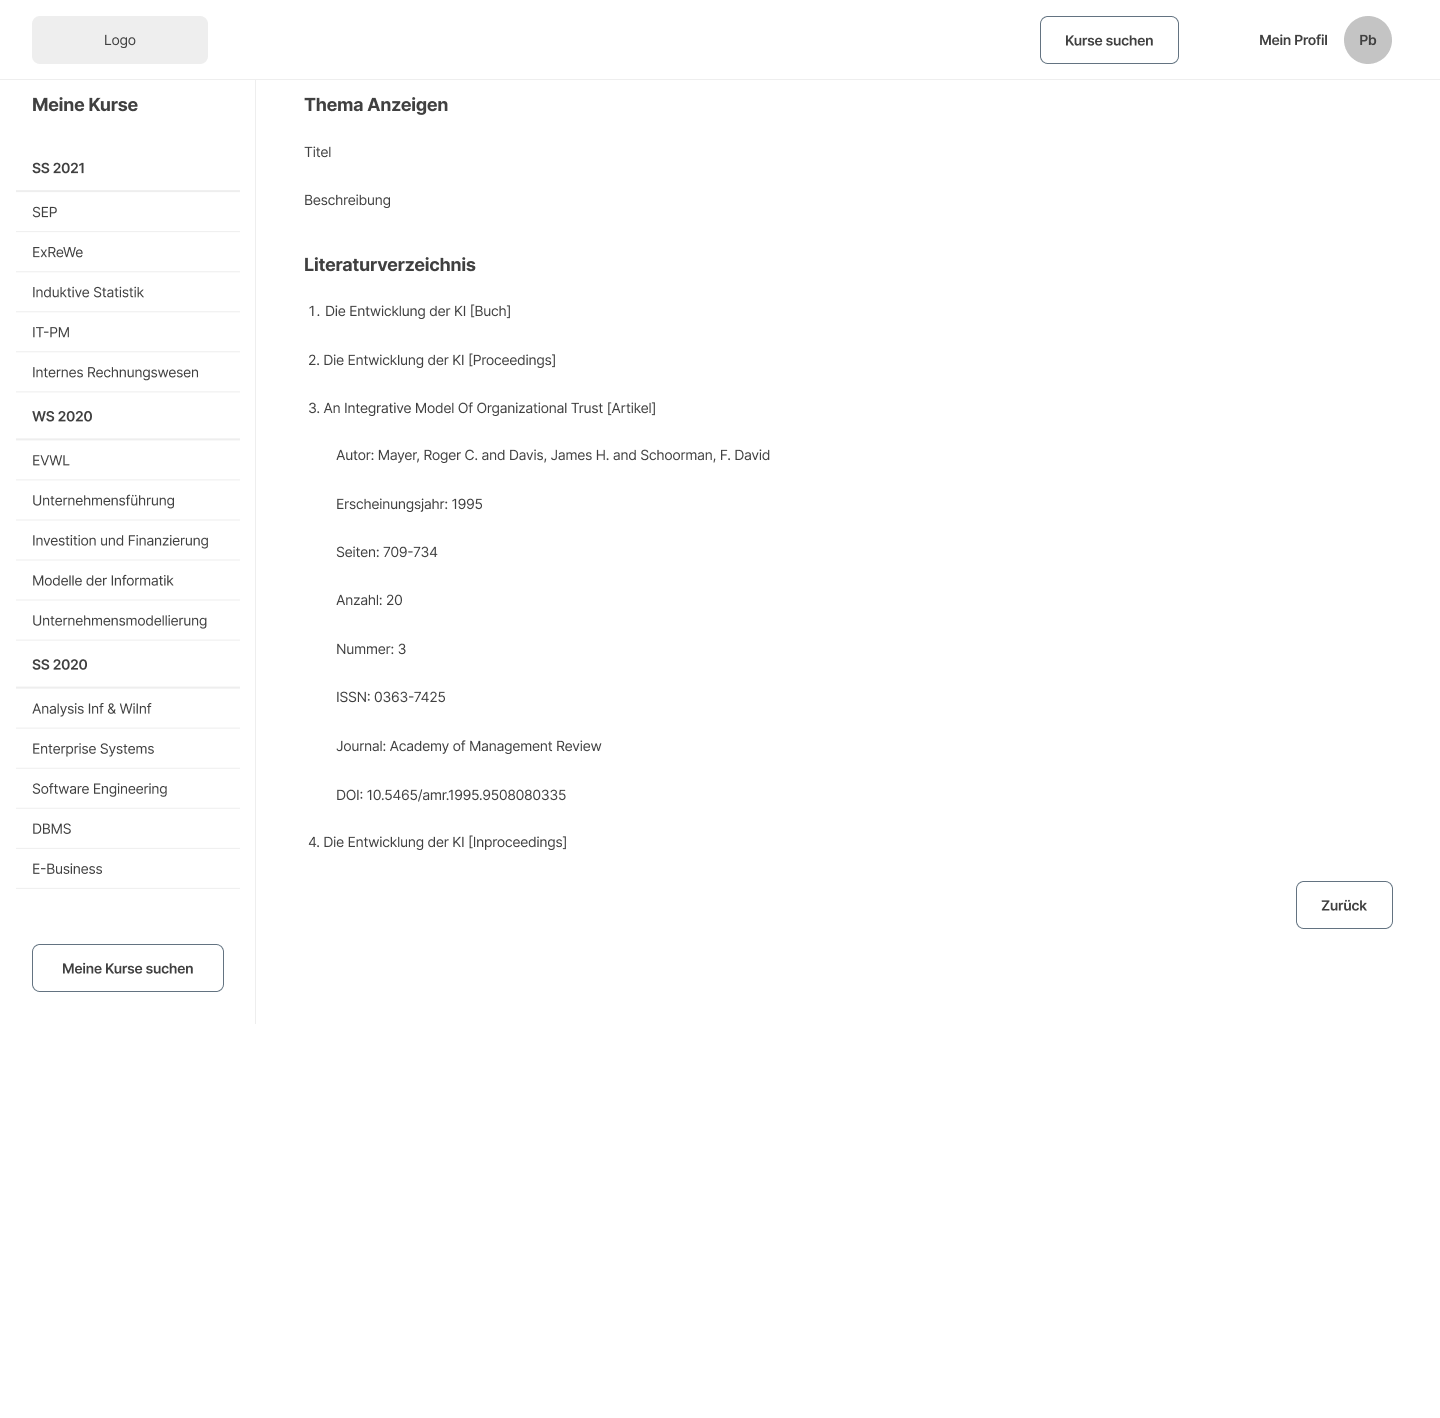 Logo
Kurse suchen
Mein Profil
Pb
Meine Kurse
SS 2021
SEP
ExReWe
Induktive Statistik
IT-PM
Internes Rechnungswesen
WS 2020
EVWL
Unternehmensführung
Investition und Finanzierung
Modelle der Informatik
Unternehmensmodellierung
SS 2020
Analysis Inf & WiInf
Enterprise Systems
Software Engineering
DBMS
E-Business
Meine Kurse suchen
Thema Anzeigen
Titel
Beschreibung
Literaturverzeichnis
1. Die Entwicklung der KI [Buch]
2. Die Entwicklung der KI [Proceedings]
3. An Integrative Model Of Organizational Trust [Artikel]
Autor: Mayer, Roger C. and Davis, James H. and Schoorman, F. David
Erscheinungsjahr: 1995
Seiten: 709-734
Anzahl: 20
Nummer: 3
ISSN: 0363-7425
Journal: Academy of Management Review
DOI: 10.5465/amr.1995.9508080335
4. Die Entwicklung der KI [Inproceedings]
Zurück